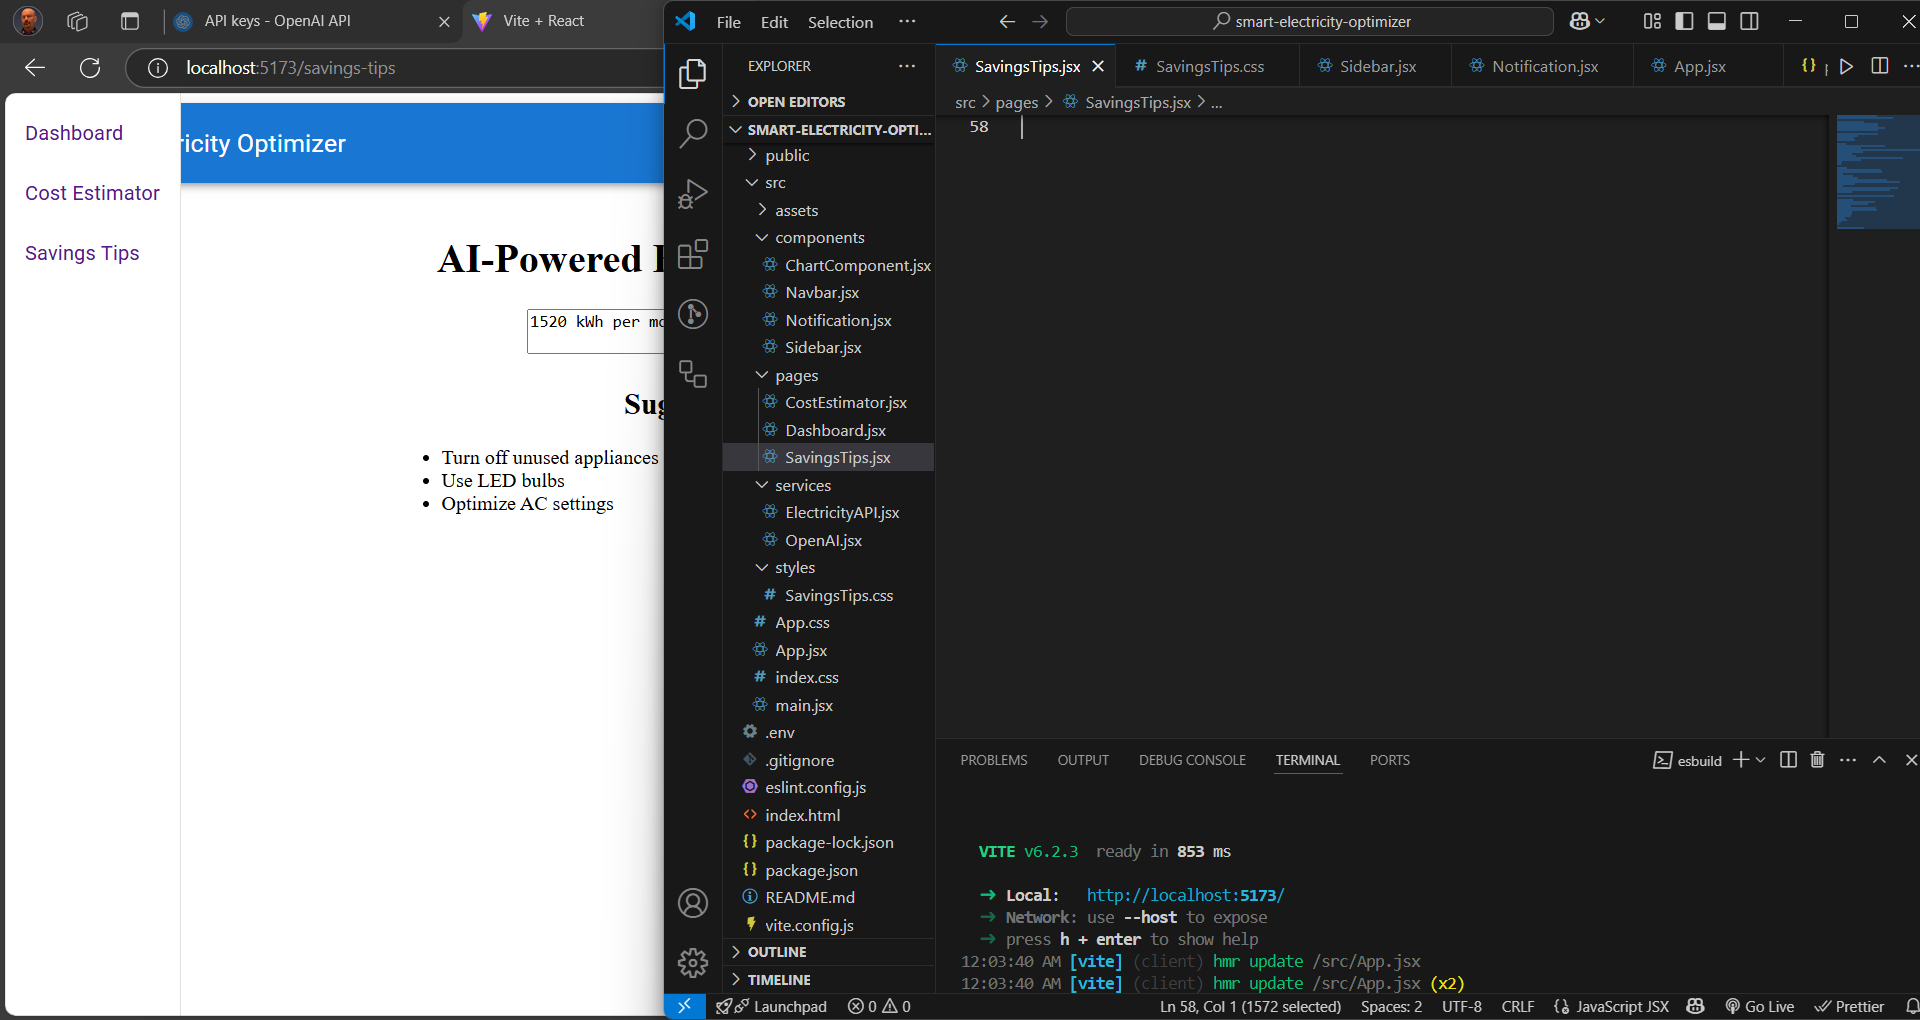 API keys - OpenAI API
Vite + React
localhost:5173/savings-tips
Dashboard
Cost Estimator
Savings Tips
ricity Optimizer
AI-Powered
1520 kWh per mo
Sug
Turn off unused appliances
Use LED bulbs
Optimize AC settings
File Edit Selection ···
smart-electricity-optimizer
EXPLORER
OPEN EDITORS
SMART-ELECTRICITY-OPTI...
public
src
assets
components
ChartComponent.jsx
Navbar.jsx
Notification.jsx
Sidebar.jsx
pages
CostEstimator.jsx
Dashboard.jsx
SavingsTips.jsx
services
ElectricityAPI.jsx
OpenAI.jsx
styles
# SavingsTips.css
# App.css
App.jsx
# index.css
main.jsx
.env
.gitignore
eslint.config.js
<> index.html
{} package-lock.json
{} package.json
README.md
vite.config.js
OUTLINE
TIMELINE
SavingsTips.jsx # SavingsTips.css Sidebar.jsx Notification.jsx App.jsx {}
src > pages > SavingsTips.jsx > ...
58
PROBLEMS OUTPUT DEBUG CONSOLE TERMINAL PORTS
esbuild
VITE v6.2.3 ready in 853 ms
➜ Local: http://localhost:5173/
➜ Network: use --host to expose
➜ press h + enter to show help
12:03:40 AM [vite] (client) hmr update /src/App.jsx
12:03:40 AM [vite] (client) hmr update /src/App.jsx (x2)
Launchpad 0 0 Ln 58, Col 1 (1572 selected) Spaces: 2 UTF-8 CRLF {} JavaScript JSX Go Live Prettier